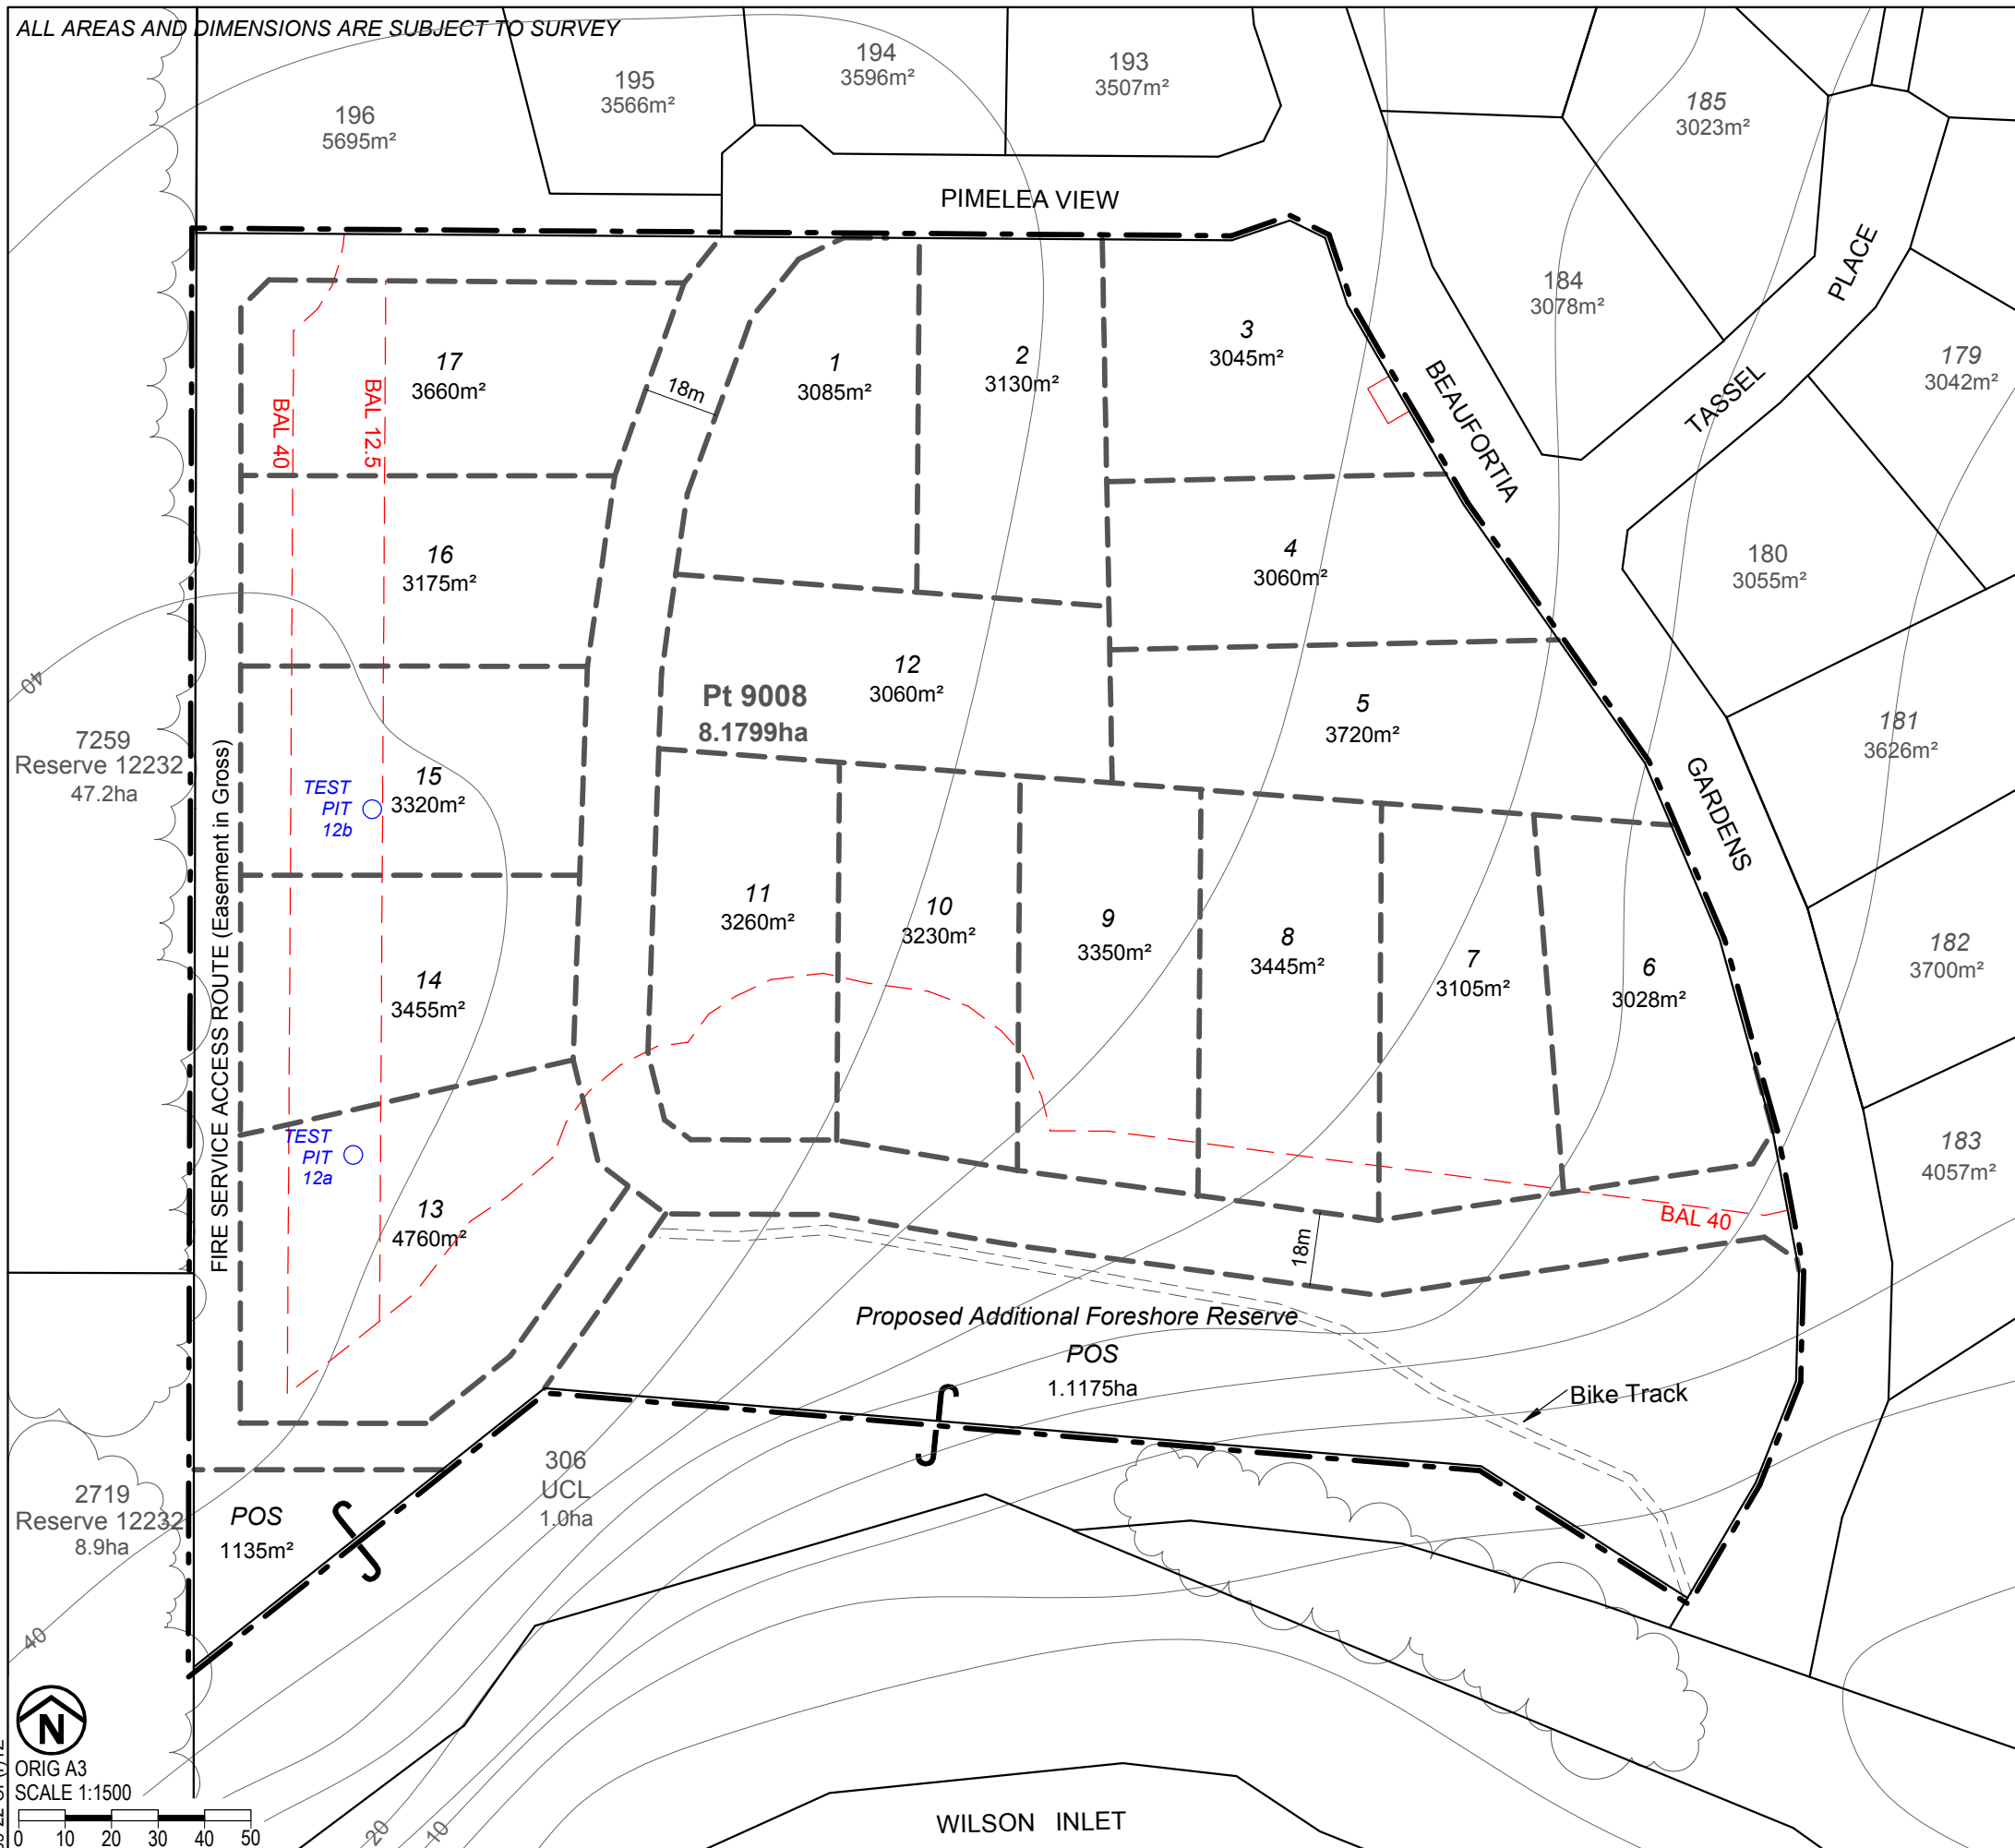 ALL AREAS AND DIMENSIONS ARE SUBJECT TO SURVEY
196
5695m²
195
3566m²
194
3596m²
193
3507m²
185
3023m²
PIMELEA VIEW
184
3078m²
TASSEL PLACE
179
3042m²
BEAUFORTIA GARDENS
180
3055m²
181
3626m²
182
3700m²
183
4057m²
17
3660m²
BAL 40
BAL 12.5
18m
1
3085m²
2
3130m²
3
3045m²
16
3175m²
4
3060m²
12
3060m²
Pt 9008
8.1799ha
5
3720m²
40
7259
Reserve 12232
47.2ha
FIRE SERVICE ACCESS ROUTE (Easement in Gross)
TEST
PIT
12b
15
3320m²
11
3260m²
10
3230m²
9
3350m²
8
3445m²
7
3105m²
6
3028m²
14
3455m²
TEST
PIT
12a
13
4760m²
BAL 40
18m
Proposed Additional Foreshore Reserve
POS
1.1175ha
Bike Track
306
UCL
1.0ha
2719
Reserve 12232
8.9ha
POS
1135m²
40
N
ORIG A3
SCALE 1:1500
0 10 20 30 40 50
20
10
WILSON INLET